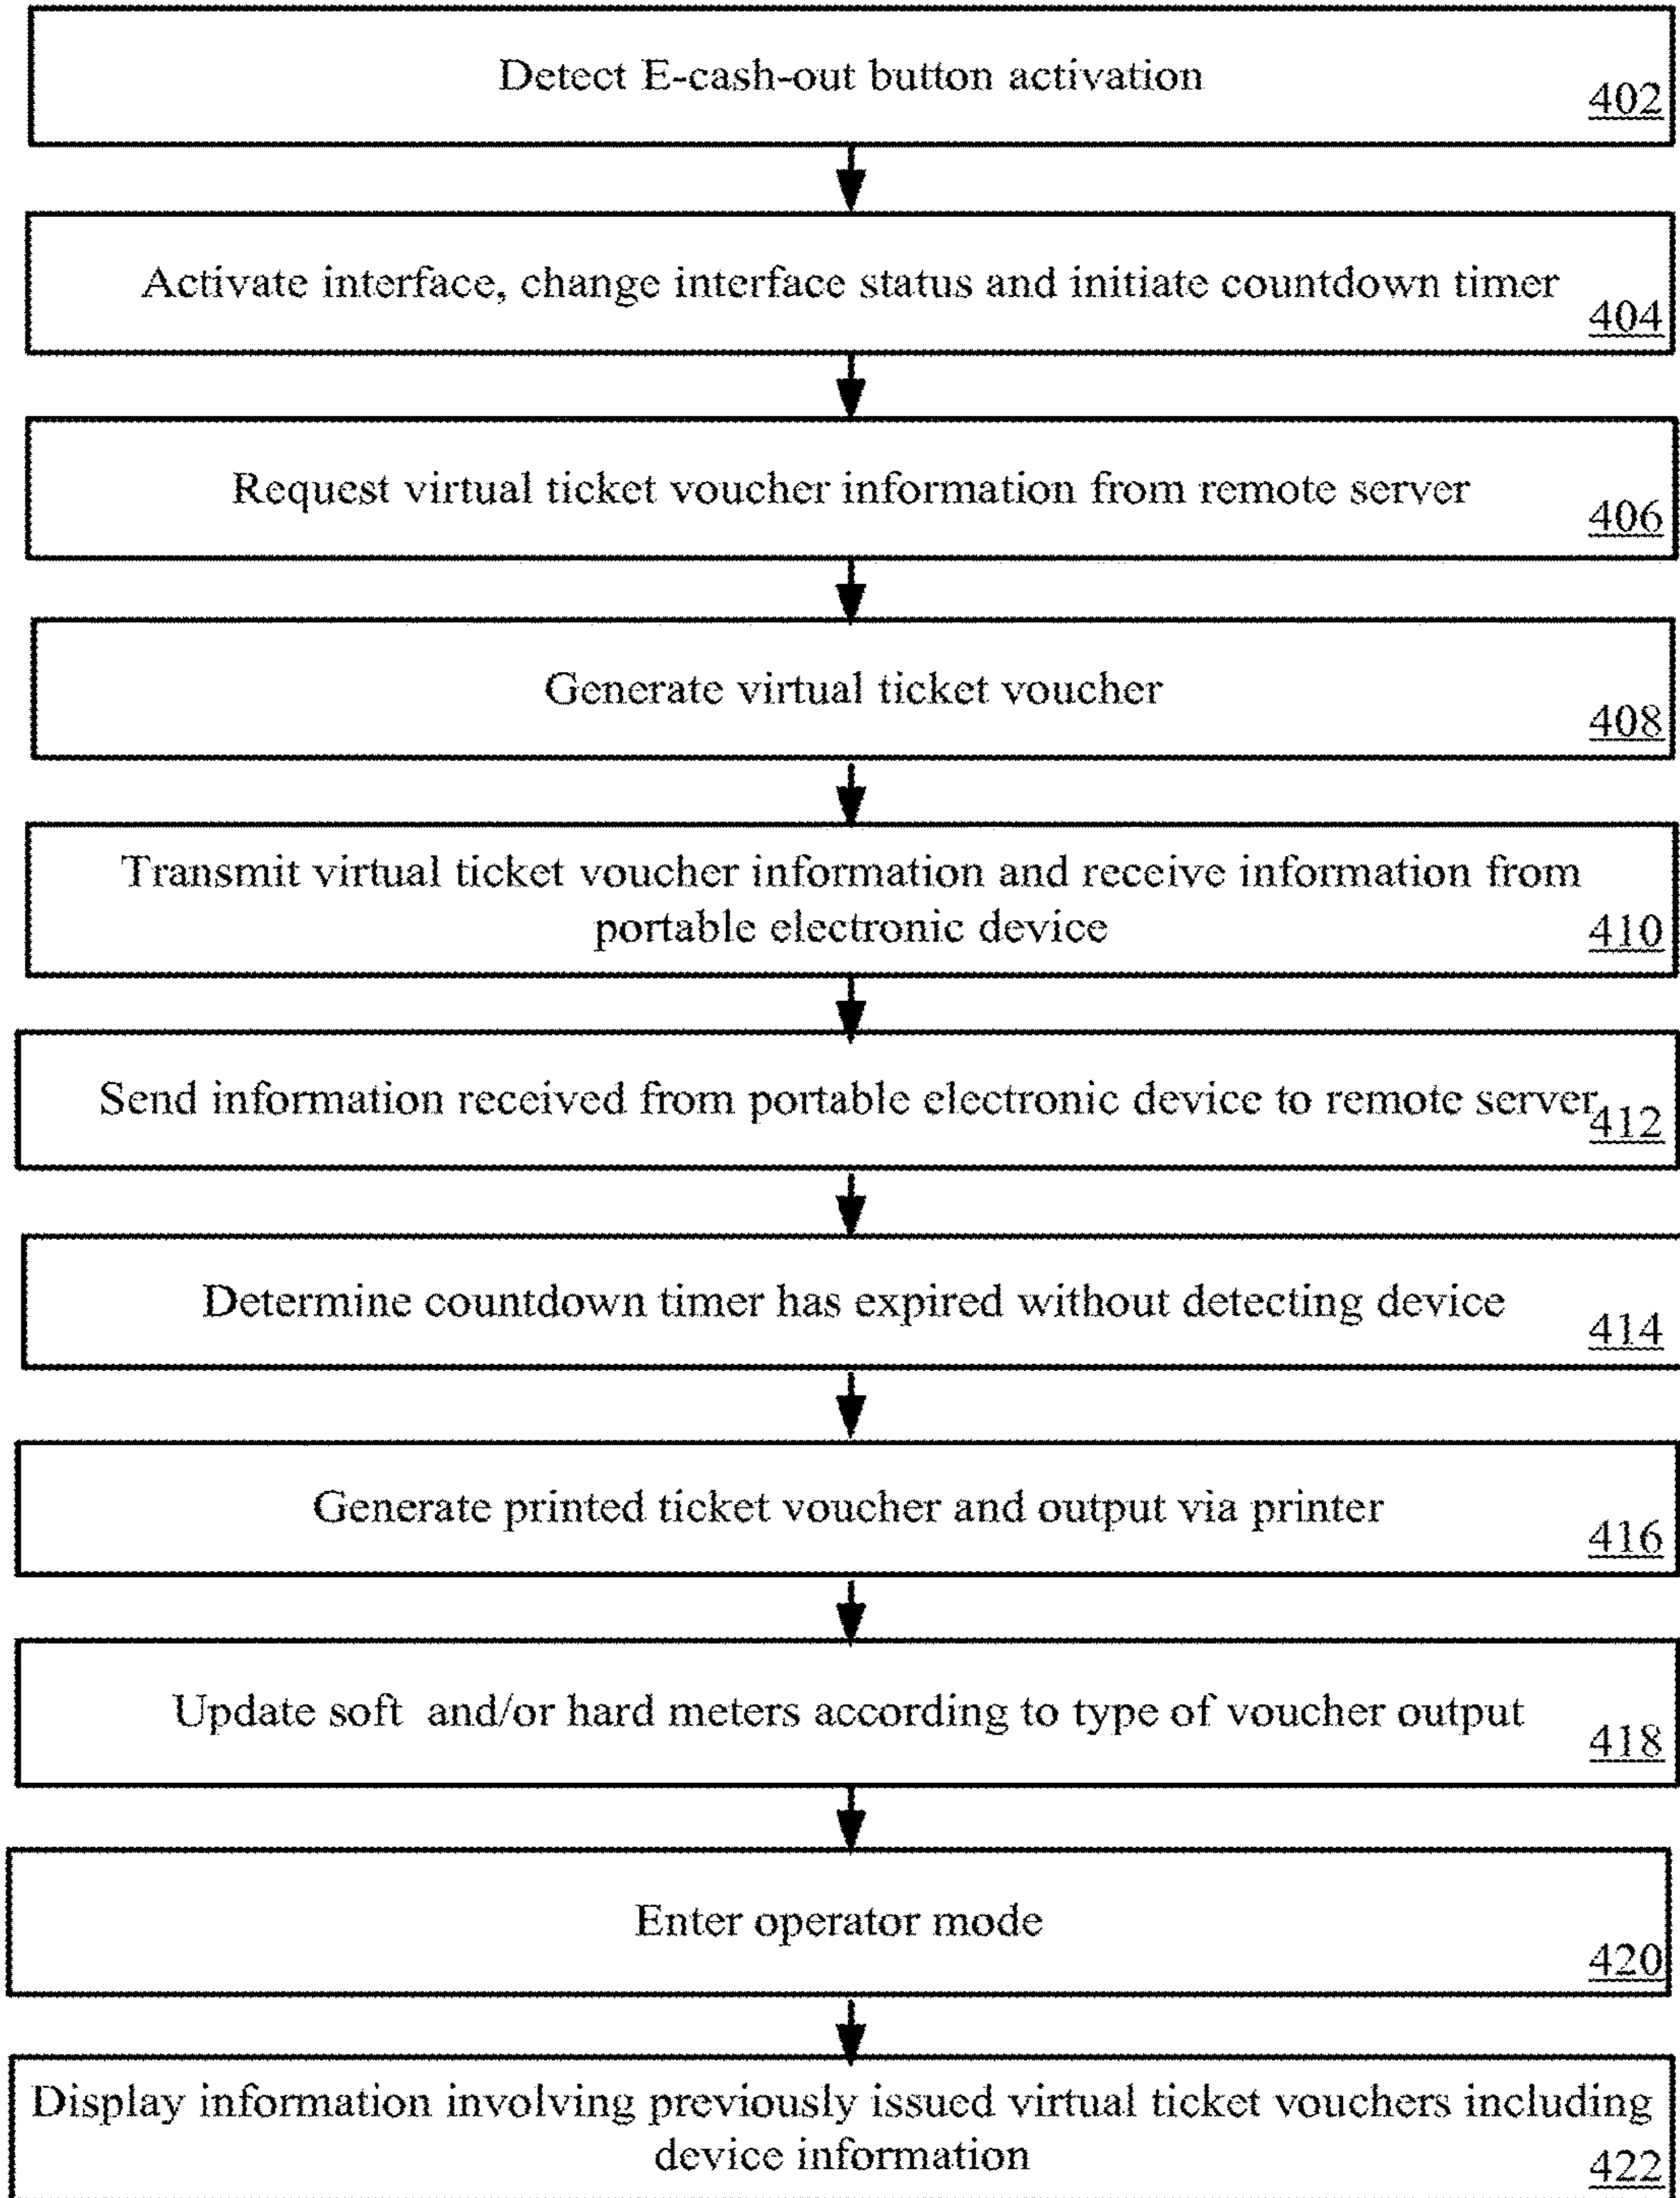 Detect E-cash-out button activation
402
Activate interface, change interface status and initiate countdown timer
404
Request virtual ticket voucher information from remote server
406
Generate virtual ticket voucher
408
Transmit virtual ticket voucher information and receive information from
portable electronic device
410
Send information received from portable electronic device to remote server
412
Determine countdown timer has expired without detecting device
414
Generate printed ticket voucher and output via printer
416
Update soft and/or hard meters according to type of voucher output
418
Enter operator mode
420
Display information involving previously issued virtual ticket vouchers including
device information
422